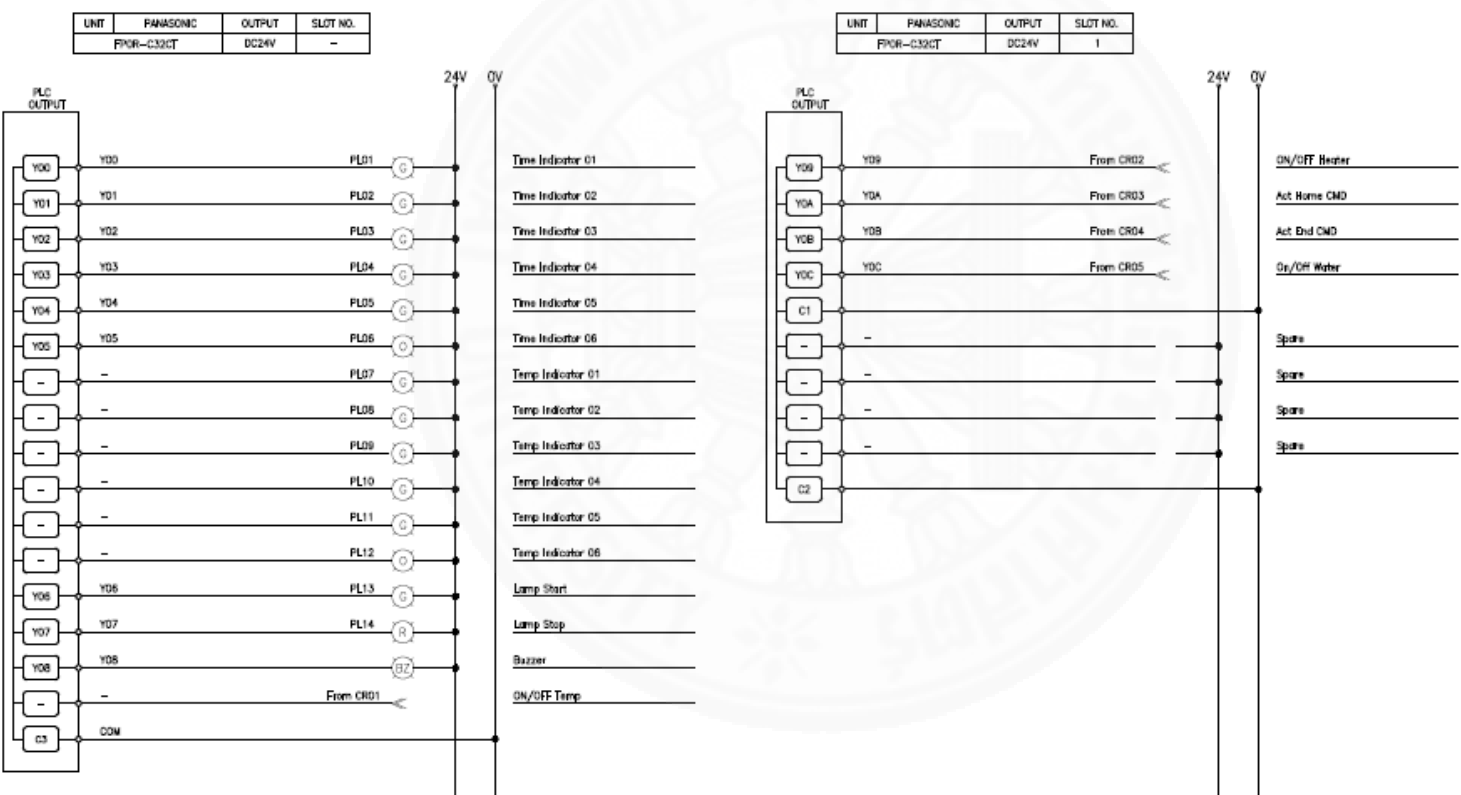 UNIT PANASONIC OUTPUT SLOT NO.
FP0R-C32CT DC24V -
24V 0V
PLC
OUTPUT
Y00 Y00 PL01 G Time Indicator 01
Y01 Y01 PL02 G Time Indicator 02
Y02 Y02 PL03 G Time Indicator 03
Y03 Y03 PL04 G Time Indicator 04
Y04 Y04 PL05 G Time Indicator 05
Y05 Y05 PL06 O Time Indicator 06
- - PL07 G Temp Indicator 01
- - PL08 G Temp Indicator 02
- - PL09 G Temp Indicator 03
- - PL10 G Temp Indicator 04
- - PL11 G Temp Indicator 05
- - PL12 O Temp Indicator 06
Y06 Y06 PL13 G Lamp Start
Y07 Y07 PL14 R Lamp Stop
Y08 Y08 BZ Buzzer
- - From CR01 ON/OFF Temp
C3 COM
UNIT PANASONIC OUTPUT SLOT NO.
FP0R-C32CT DC24V 1
24V 0V
PLC
OUTPUT
Y09 Y09 From CR02 ON/OFF Heater
Y0A Y0A From CR03 Act Home CMD
Y0B Y0B From CR04 Act End CMD
Y0C Y0C From CR05 On/Off Water
C1
- - Spare
- - Spare
- - Spare
- - Spare
C2